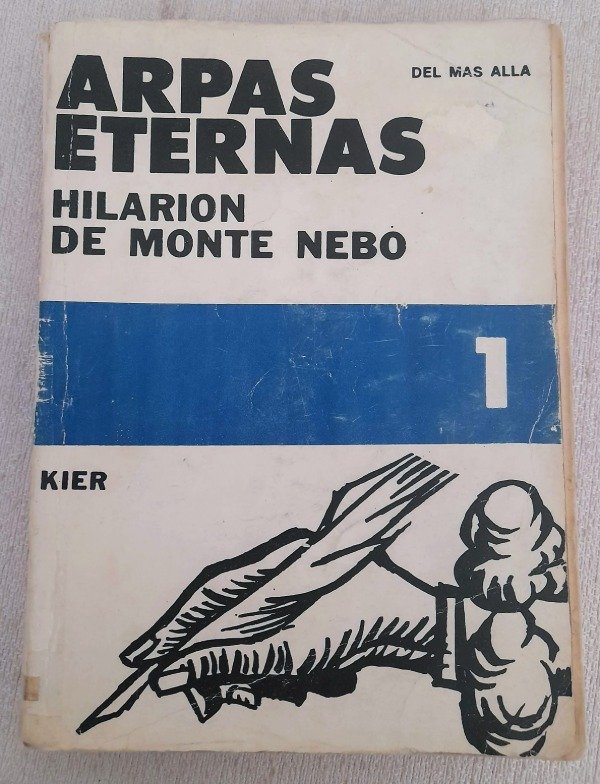 ARPAS
ETERNAS
DEL MAS ALLA
HILARION
DE MONTE NEBO
1
KIER